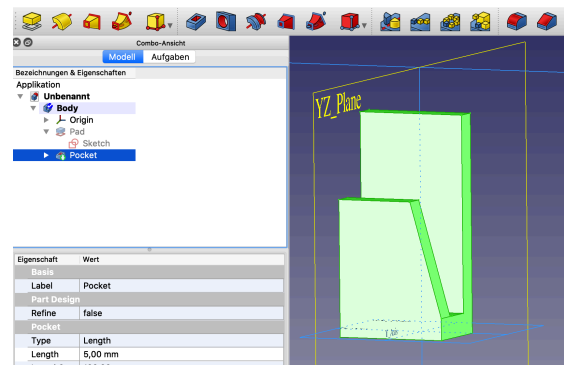 Combo-Ansicht
Modell Aufgaben
Bezeichnungen & Eigenschaften
Applikation
Unbenannt
Body
Origin
Pad
Sketch
Pocket
YZ_Plane
Eigenschaft Wert
Basis
Label Pocket
Part Design
Refine false
Pocket
Type Length
Length 5,00 mm